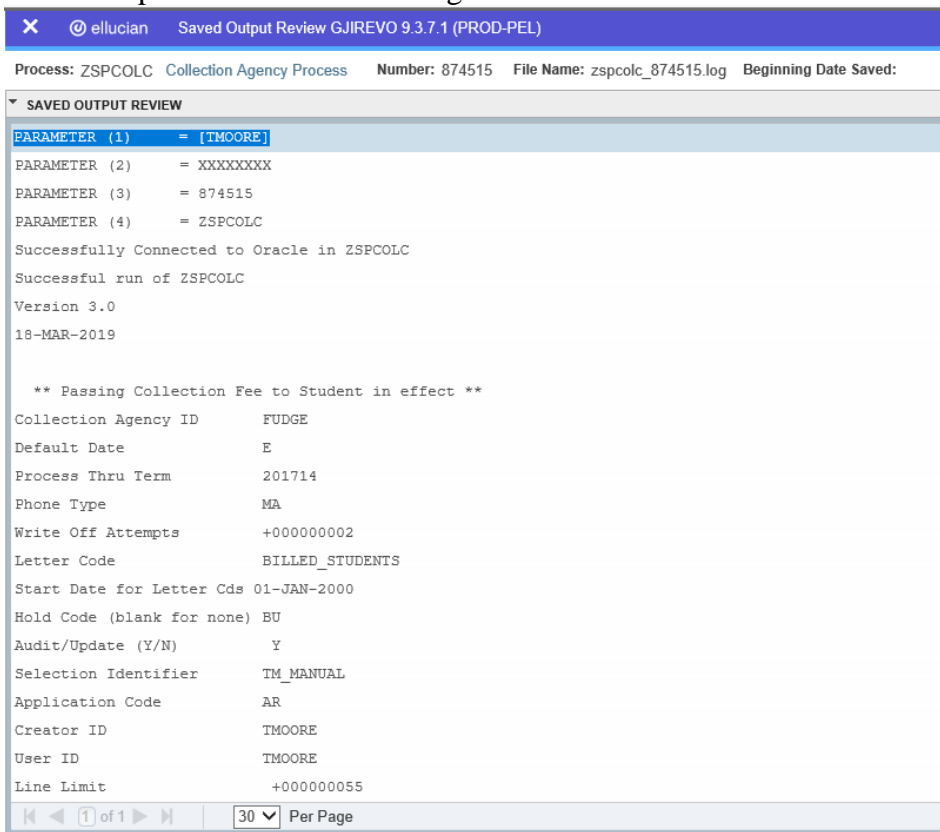 ellucian Saved Output Review GJIREVO 9.3.7.1 (PROD-PEL)
Process: ZSPCOLC Collection Agency Process Number: 874515 File Name: zspcolc_874515.log Beginning Date Saved:
SAVED OUTPUT REVIEW
PARAMETER (1) = [TMOORE]
PARAMETER (2) = XXXXXXXX
PARAMETER (3) = 874515
PARAMETER (4) = ZSPCOLC
Successfully Connected to Oracle in ZSPCOLC
Successful run of ZSPCOLC
Version 3.0
18-MAR-2019
** Passing Collection Fee to Student in effect **
Collection Agency ID FUDGE
Default Date E
Process Thru Term 201714
Phone Type MA
Write Off Attempts +000000002
Letter Code BILLED_STUDENTS
Start Date for Letter Cds 01-JAN-2000
Hold Code (blank for none) BU
Audit/Update (Y/N) Y
Selection Identifier TM_MANUAL
Application Code AR
Creator ID TMOORE
User ID TMOORE
Line Limit +000000055
1 of 1 30 Per Page